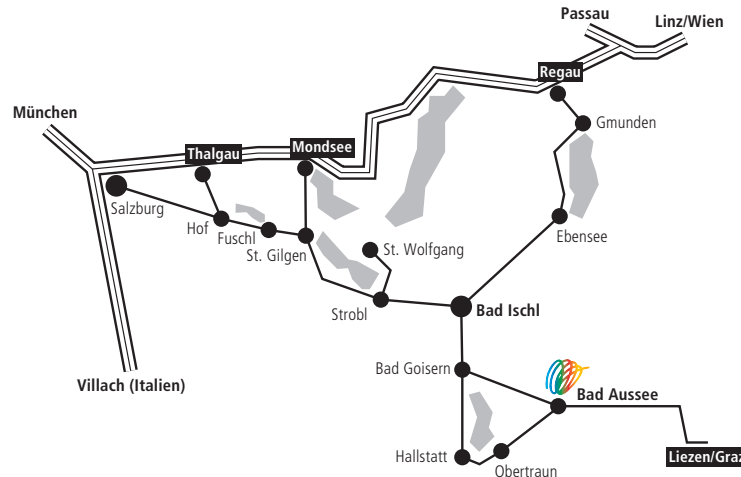 Passau
Linz/Wien
Regau
München
Gmunden
Mondsee
Thalgau
Salzburg
Hof
Fuschl
St. Gilgen
St. Wolfgang
Ebensee
Strobl
Bad Ischl
Bad Goisern
Villach (Italien)
Bad Aussee
Hallstatt
Obertraun
Liezen/Graz